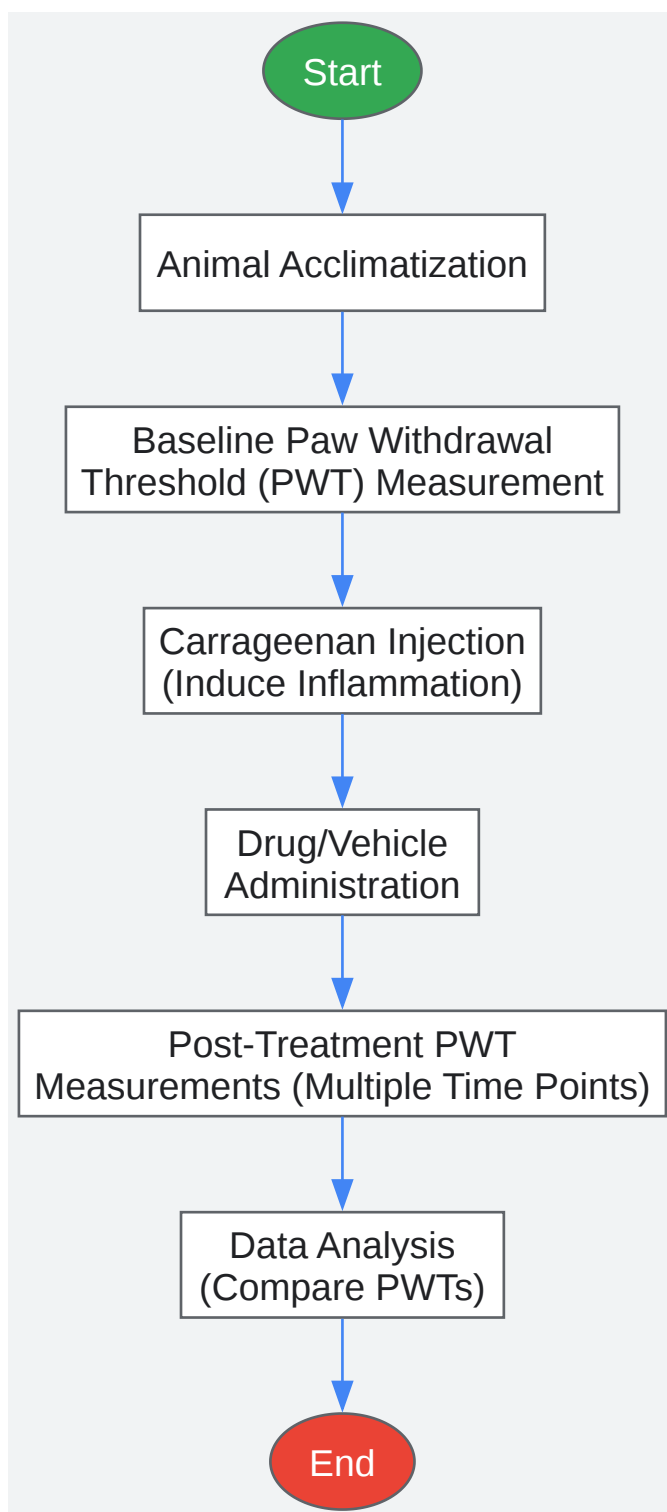 Start
Animal Acclimatization
Baseline Paw Withdrawal
Threshold (PWT) Measurement
Carrageenan Injection
(Induce Inflammation)
Drug/Vehicle
Administration
Post-Treatment PWT
Measurements (Multiple Time Points)
Data Analysis
(Compare PWTs)
End